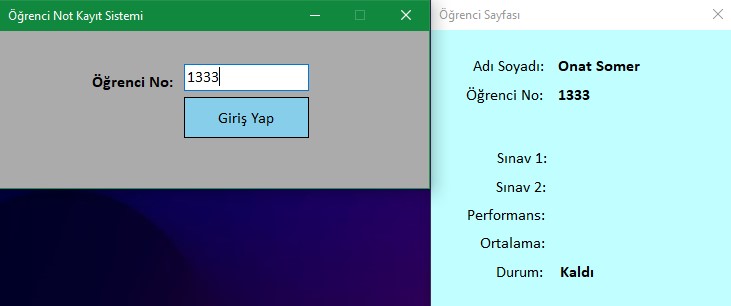 Öğrenci Not Kayıt Sistemi
Öğrenci No: 1333
Giriş Yap
Öğrenci Sayfası
Adı Soyadı: Onat Somer
Öğrenci No: 1333
Sınav 1:
Sınav 2:
Performans:
Ortalama:
Durum: Kaldı